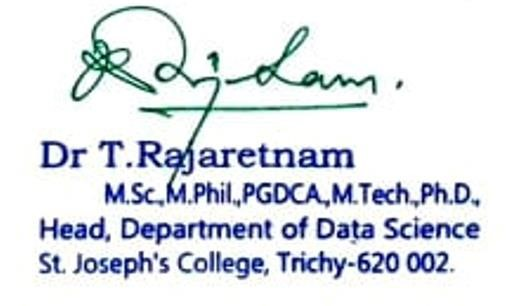 Dr T.Rajaretnam
M.Sc.,M.Phil.,PGDCA.,M.Tech.,Ph.D.,
Head, Department of Data Science
St. Joseph's College, Trichy-620 002.